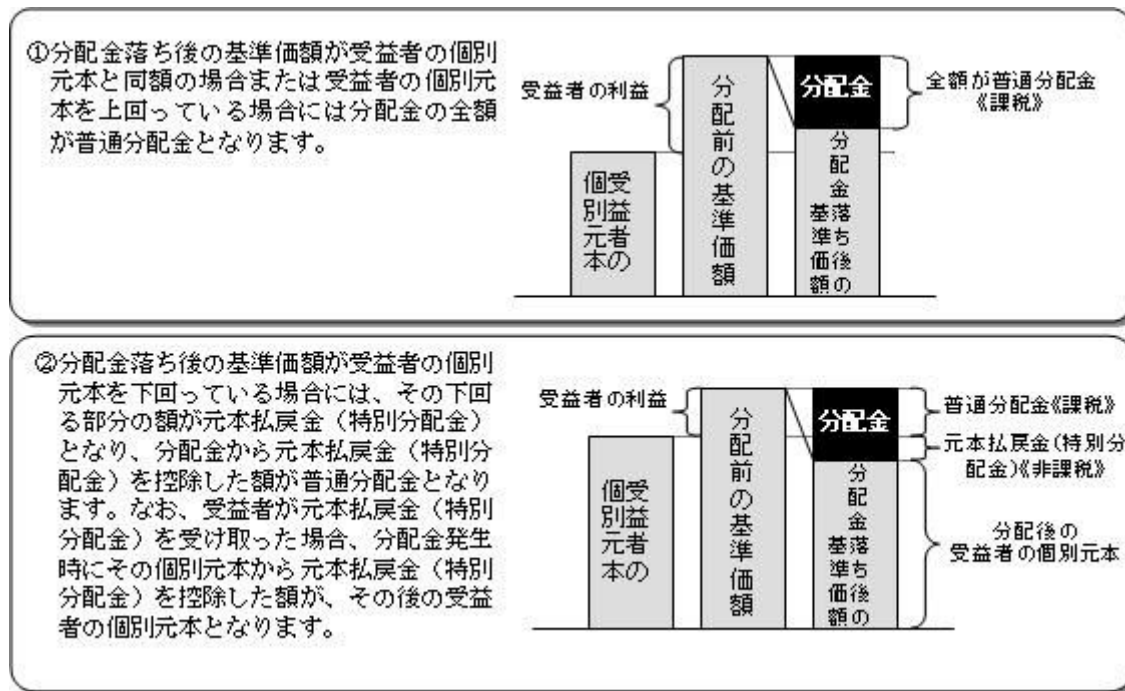 ①分配金落ち後の基準価額が受益者の個別
元本と同額の場合または受益者の個別元
本を上回っている場合には分配金の全額
が普通分配金となります。
受益者の利益
受益者の
個別元本
分配前の基準価額
分配金
分配金落ち後の
基準価額
全額が普通分配金
《課税》
②分配金落ち後の基準価額が受益者の個別
元本を下回っている場合には、その下回
る部分の額が元本払戻金（特別分配金）
となり、分配金から元本払戻金（特別分
配金）を控除した額が普通分配金となり
ます。なお、受益者が元本払戻金（特別
分配金）を受け取った場合、分配金発生
時にその個別元本から元本払戻金（特別
分配金）を控除した額が、その後の受益
者の個別元本となります。
受益者の利益
受益者の
個別元本
分配前の基準価額
分配金
分配金落ち後の
基準価額
普通分配金《課税》
元本払戻金(特別分
配金)《非課税》
分配後の
受益者の個別元本